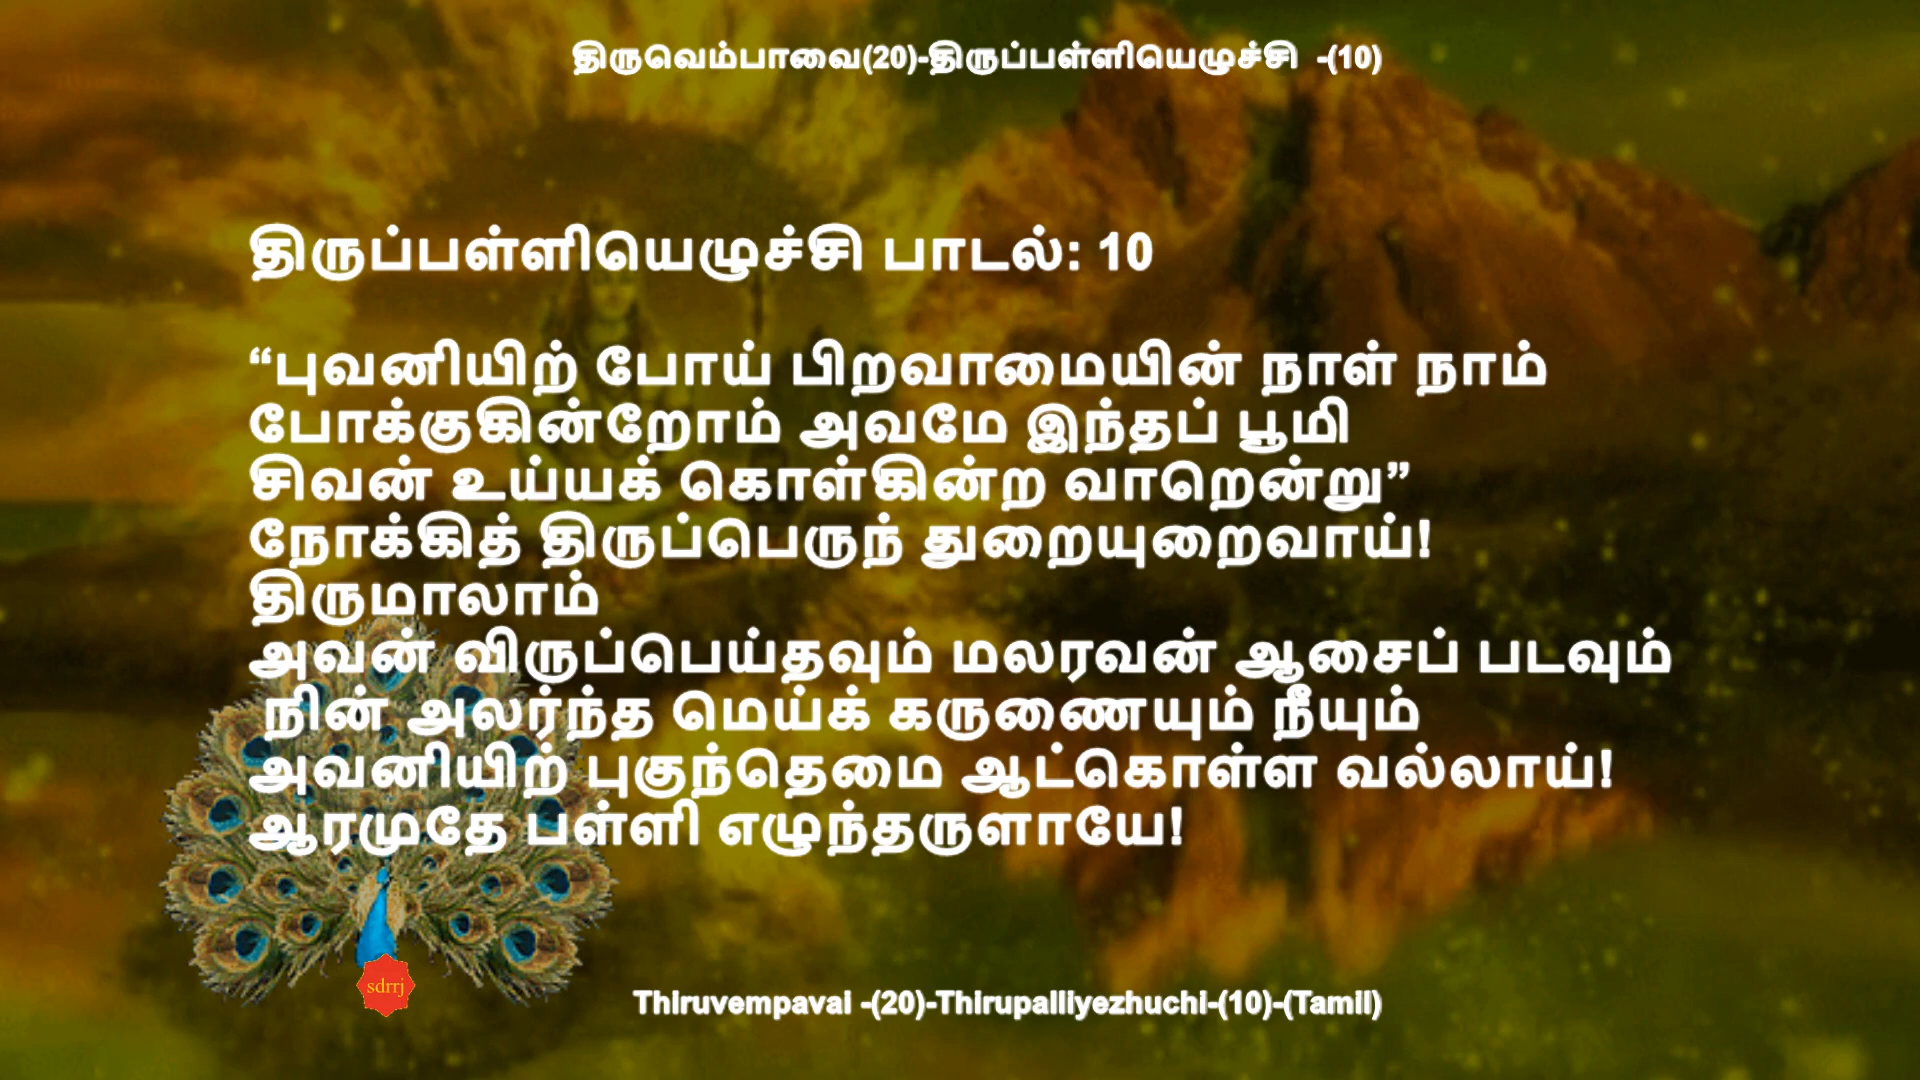 திருவெம்பாவை(20)-திருப்பள்ளியெழுச்சி -(10)
திருப்பள்ளியெழுச்சி பாடல்: 10
“புவனியிற் போய் பிறவாமையின் நாள் நாம்
போக்குகின்றோம் அவமே இந்தப் பூமி
சிவன் உய்யக் கொள்கின்ற வாறென்று”
நோக்கித் திருப்பெருந் துறையுறைவாய்!
திருமாலாம்
அவன் விருப்பெய்தவும் மலரவன் ஆசைப் படவும்
நின் அலர்ந்த மெய்க் கருணையும் நீயும்
அவனியிற் புகுந்தெமை ஆட்கொள்ள வல்லாய்!
ஆரமுதே பள்ளி எழுந்தருளாயே!
sdrrj
Thiruvempavai -(20)-Thirupalliyezhuchi-(10)-(Tamil)